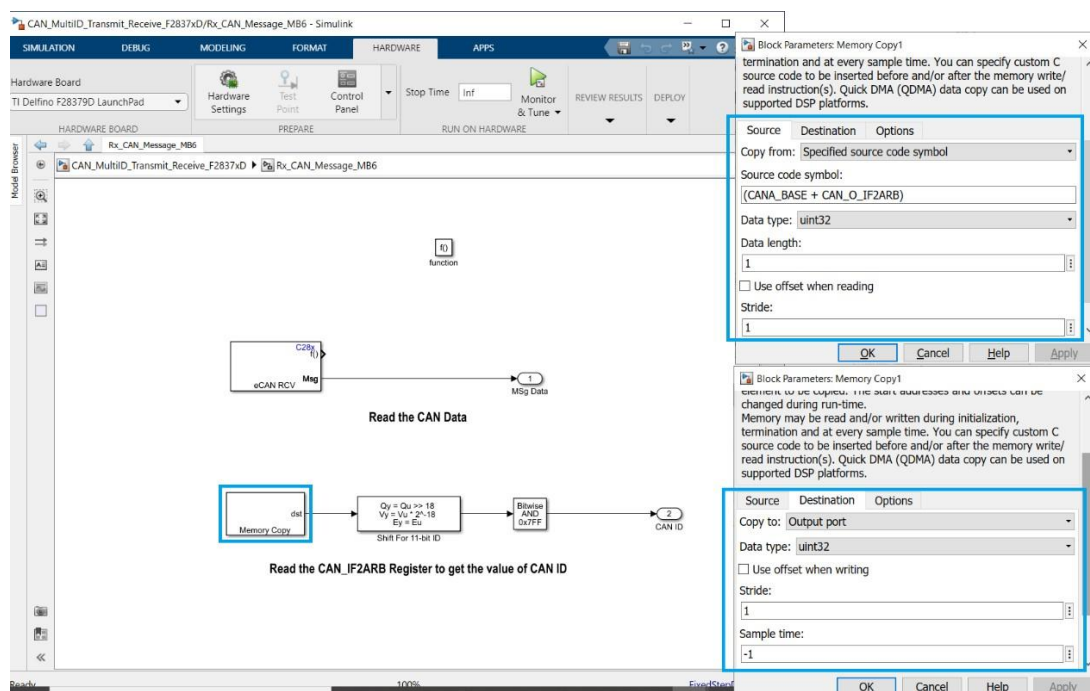 CAN_MultiID_Transmit_Receive_F2837xD/Rx_CAN_Message_MB6 - Simulink
SIMULATION DEBUG MODELING FORMAT HARDWARE APPS
Hardware Board
TI Delfino F28379D LaunchPad
Hardware Settings
Test Point
Control Panel
Stop Time Inf
Monitor & Tune
REVIEW RESULTS
DEPLOY
HARDWARE BOARD PREPARE RUN ON HARDWARE
Rx_CAN_Message_MB6
Model Browser
CAN_MultiID_Transmit_Receive_F2837xD Rx_CAN_Message_MB6
f()
function
C28x
f()
Msg
eCAN RCV
1
MSg Data
Read the CAN Data
dst
Memory Copy
Qy = Qu >> 18
Vy = Vu * 2^-18
Ey = Eu
Shift For 11-bit ID
Bitwise
AND
0x7FF
2
CAN ID
Read the CAN_IF2ARB Register to get the value of CAN ID
Ready 100%
Block Parameters: Memory Copy1
termination and at every sample time. You can specify custom C
source code to be inserted before and/or after the memory write/
read instruction(s). Quick DMA (QDMA) data copy can be used on
supported DSP platforms.
Source Destination Options
Copy from: Specified source code symbol
Source code symbol:
(CANA_BASE + CAN_O_IF2ARB)
Data type: uint32
Data length:
1
Use offset when reading
Stride:
1
OK Cancel Help Apply
Block Parameters: Memory Copy1
element to be copied. The start addresses and offsets can be
changed during run-time.
Memory may be read and/or written during initialization,
termination and at every sample time. You can specify custom C
source code to be inserted before and/or after the memory write/
read instruction(s). Quick DMA (QDMA) data copy can be used on
supported DSP platforms.
Source Destination Options
Copy to: Output port
Data type: uint32
Use offset when writing
Stride:
1
Sample time:
-1
OK Cancel Help Apply